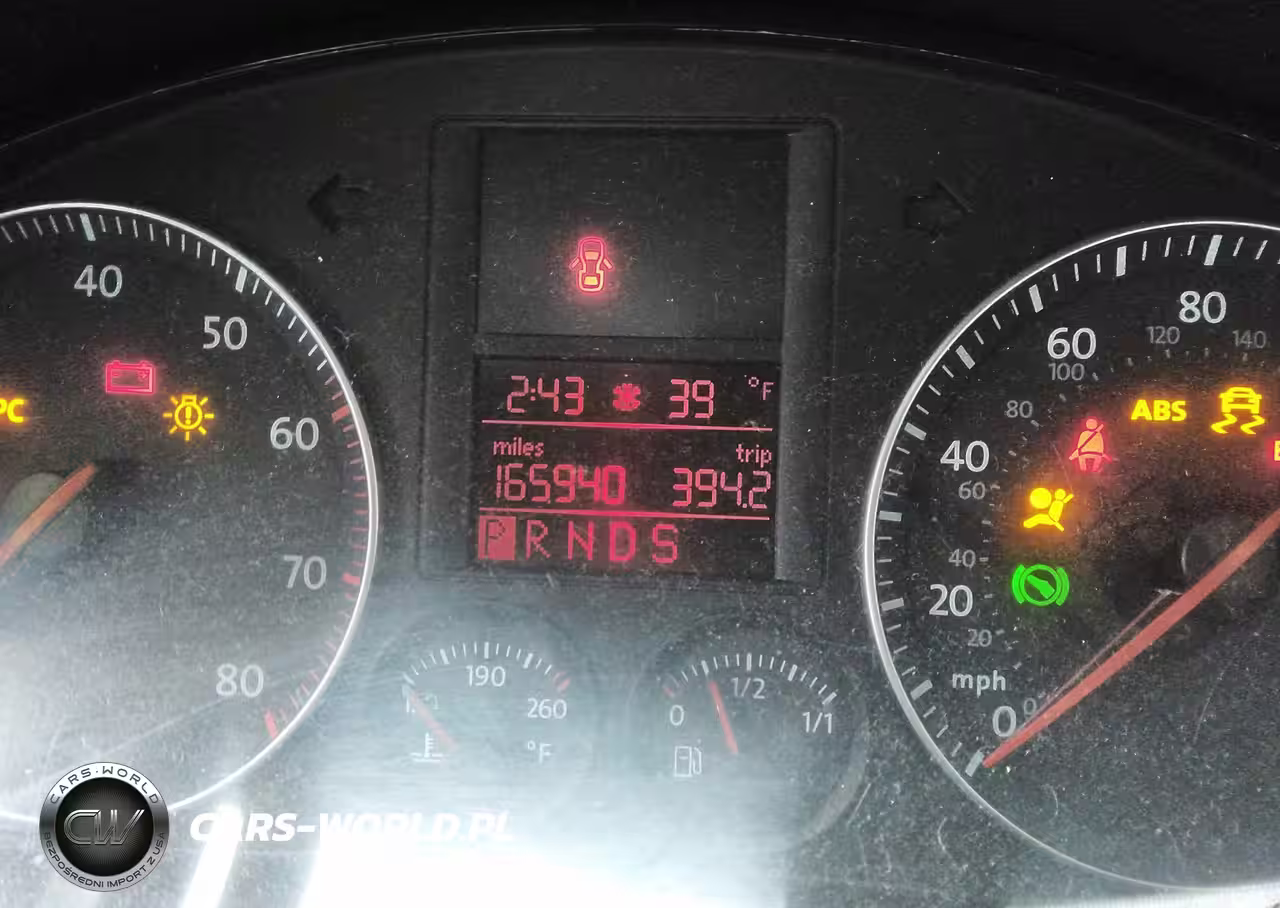 40
50
60
70
80
PC
2:43 39 °F
miles trip
165940 394.2
P R N D S
190
260
°F
0 1/2 1/1
80
60
40
20
0
mph
140
120
100
80
60
40
20
0
ABS
CARS-WORLD
CW
BEZPOŚREDNI IMPORT Z USA
CARS-WORLD.PL